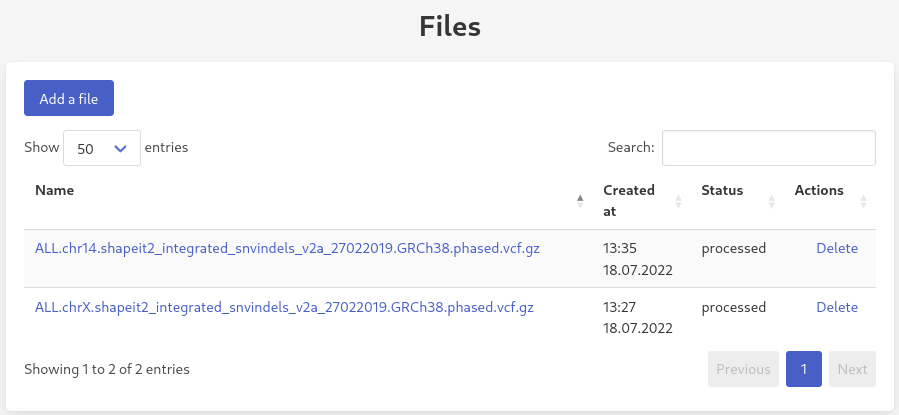 Files
Add a file
Show 50 entries Search:
Name Created at Status Actions
ALL.chr14.shapeit2_integrated_snvindels_v2a_27022019.GRCh38.phased.vcf.gz 13:35 18.07.2022 processed Delete
ALL.chrX.shapeit2_integrated_snvindels_v2a_27022019.GRCh38.phased.vcf.gz 13:27 18.07.2022 processed Delete
Showing 1 to 2 of 2 entries Previous 1 Next